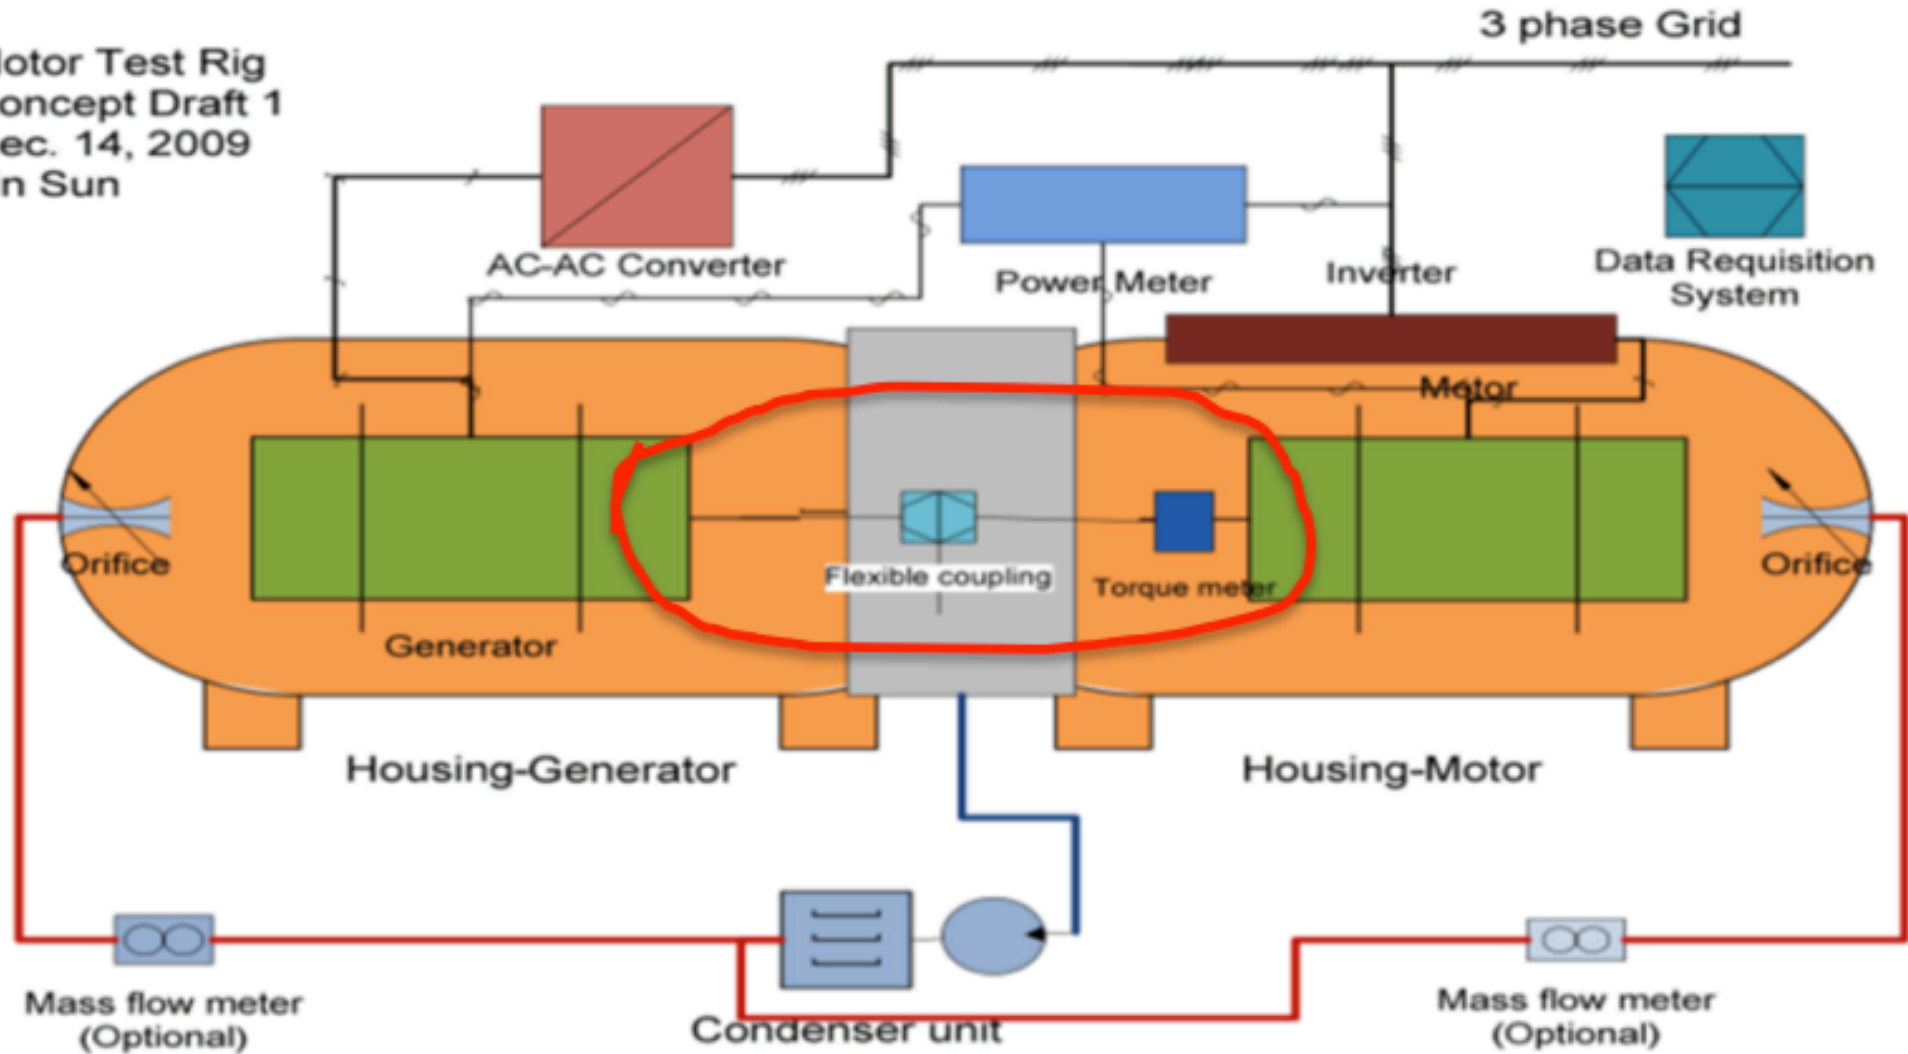 otor Test Rig
oncept Draft 1
ec. 14, 2009
n Sun
3 phase Grid
AC-AC Converter
Power Meter
Inverter
Data Requisition
System
Motor
Orifice
Flexible coupling
Torque meter
Orifice
Generator
Housing-Generator
Housing-Motor
Mass flow meter
(Optional)
Condenser unit
Mass flow meter
(Optional)